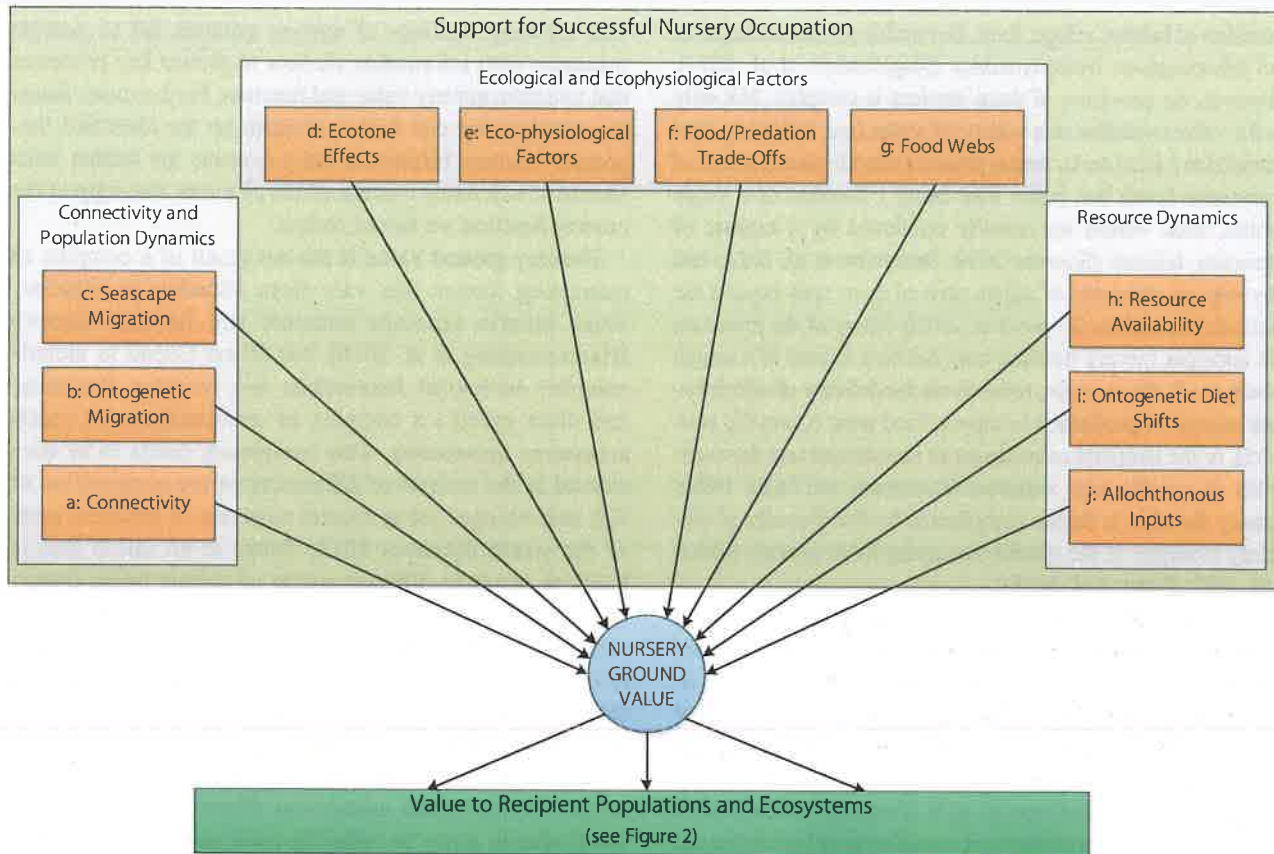 Support for Successful Nursery Occupation
Ecological and Ecophysiological Factors
d: Ecotone
Effects
e: Eco-physiological
Factors
f: Food/Predation
Trade-Offs
g: Food Webs
Connectivity and
Population Dynamics
c: Seascape
Migration
b: Ontogenetic
Migration
a: Connectivity
Resource Dynamics
h: Resource
Availability
i: Ontogenetic Diet
Shifts
j: Allochthonous
Inputs
NURSERY
GROUND
VALUE
Value to Recipient Populations and Ecosystems
(see Figure 2)